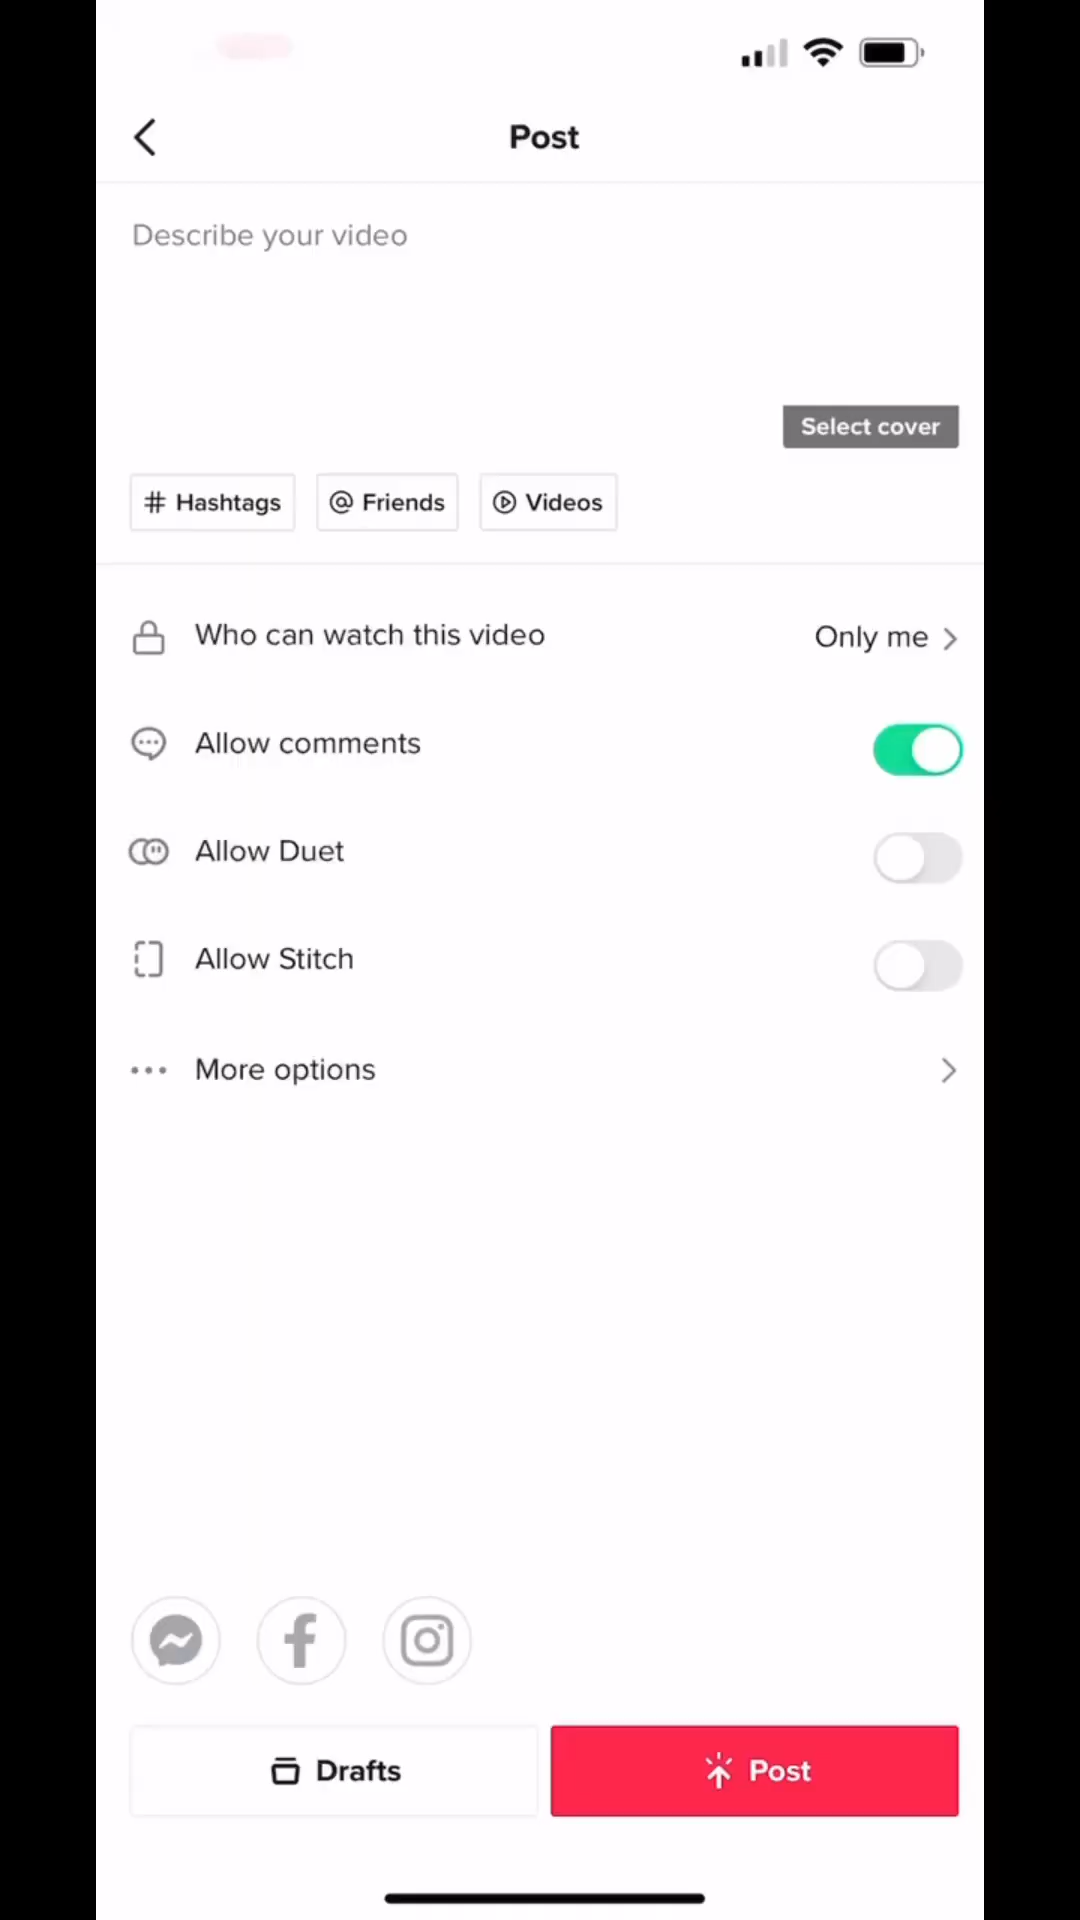 Post
Describe your video
Select cover
# Hashtags
@ Friends
Videos
Who can watch this video
Only me
Allow comments
Allow Duet
Allow Stitch
More options
Drafts
Post